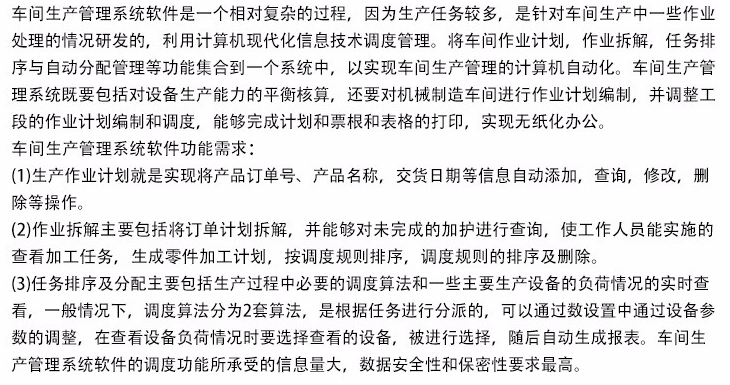 车间生产管理系统软件是一个相对复杂的过程，因为生产任务较多，是针对车间生产中一些作业
处理的情况研发的，利用计算机现代化信息技术调度管理。将车间作业计划，作业拆解，任务排
序与自动分配管理等功能集合到一个系统中，以实现车间生产管理的计算机自动化。车间生产管
理系统既要包括对设备生产能力的平衡核算，还要对机械制造车间进行作业计划编制，并调整工
段的作业计划编制和调度，能够完成计划和票根和表格的打印，实现无纸化办公。
车间生产管理系统软件功能需求：
(1)生产作业计划就是实现将产品订单号、产品名称，交货日期等信息自动添加，查询，修改，删
除等操作。
(2)作业拆解主要包括将订单计划拆解，并能够对未完成的加护进行查询，使工作人员能实施的
查看加工任务，生成零件加工计划，按调度规则排序，调度规则的排序及删除。
(3)任务排序及分配主要包括生产过程中必要的调度算法和一些主要生产设备的负荷情况的实时查
看，一般情况下，调度算法分为2套算法，是根据任务进行分派的，可以通过数设置中通过设备参
数的调整，在查看设备负荷情况时要选择查看的设备，被进行选择，随后自动生成报表。车间生
产管理系统软件的调度功能所承受的信息量大，数据安全性和保密性要求最高。